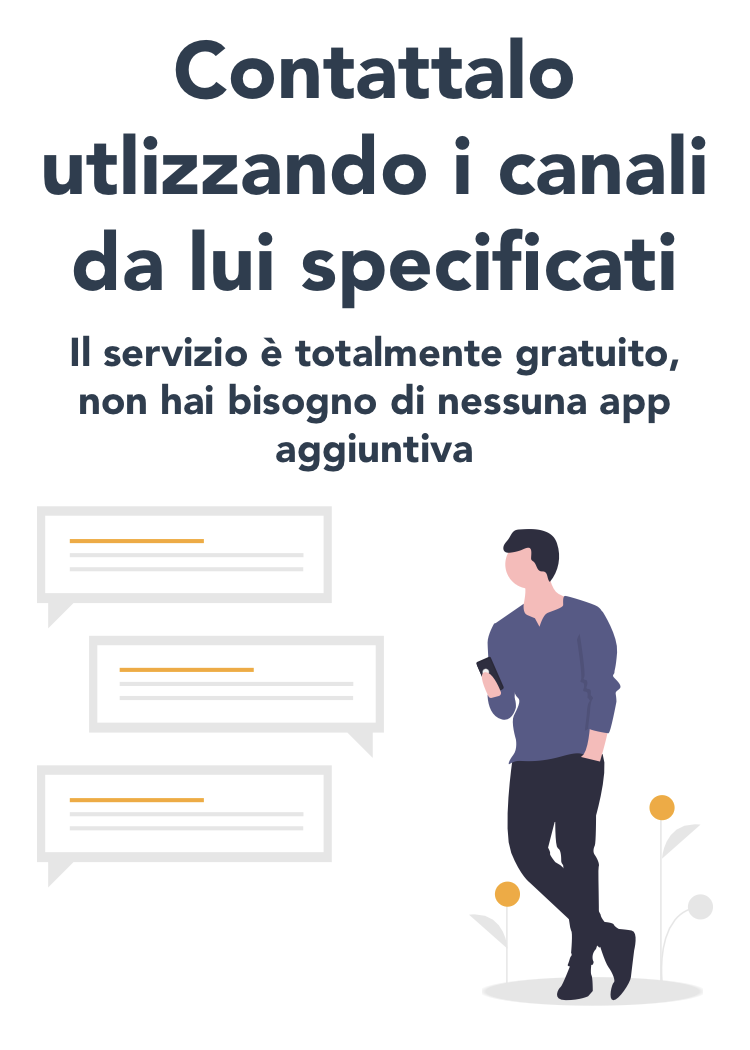 Contattalo
utlizzando i canali
da lui specificati
Il servizio è totalmente gratuito,
non hai bisogno di nessuna app
aggiuntiva